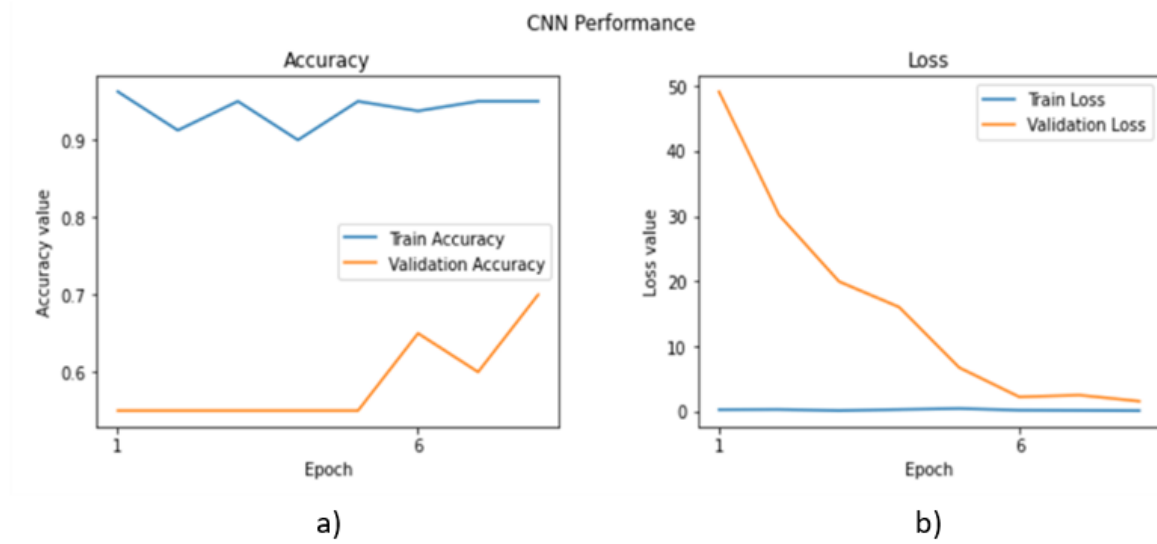 CNN Performance
Accuracy
0.9
0.8
0.7
0.6
Accuracy value
Train Accuracy
Validation Accuracy
1
6
Epoch
a)
Loss
50
40
30
20
10
0
Loss value
Train Loss
Validation Loss
1
6
Epoch
b)